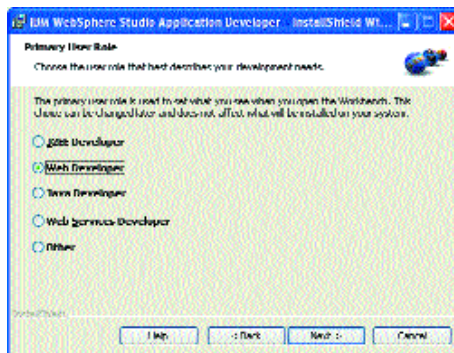 IBM WebSphere Studio Application Developer - InstallShield Wi...
Primary User Role
Choose the user role that best describes your development needs.
The primary user role is used to set what you see when you open the Workbench. This
choice can be changed later and does not affect what will be installed on your system.
J2EE Developer
Web Developer
Java Developer
Web Services Developer
Other
InstallShield
Help
< Back
Next >
Cancel